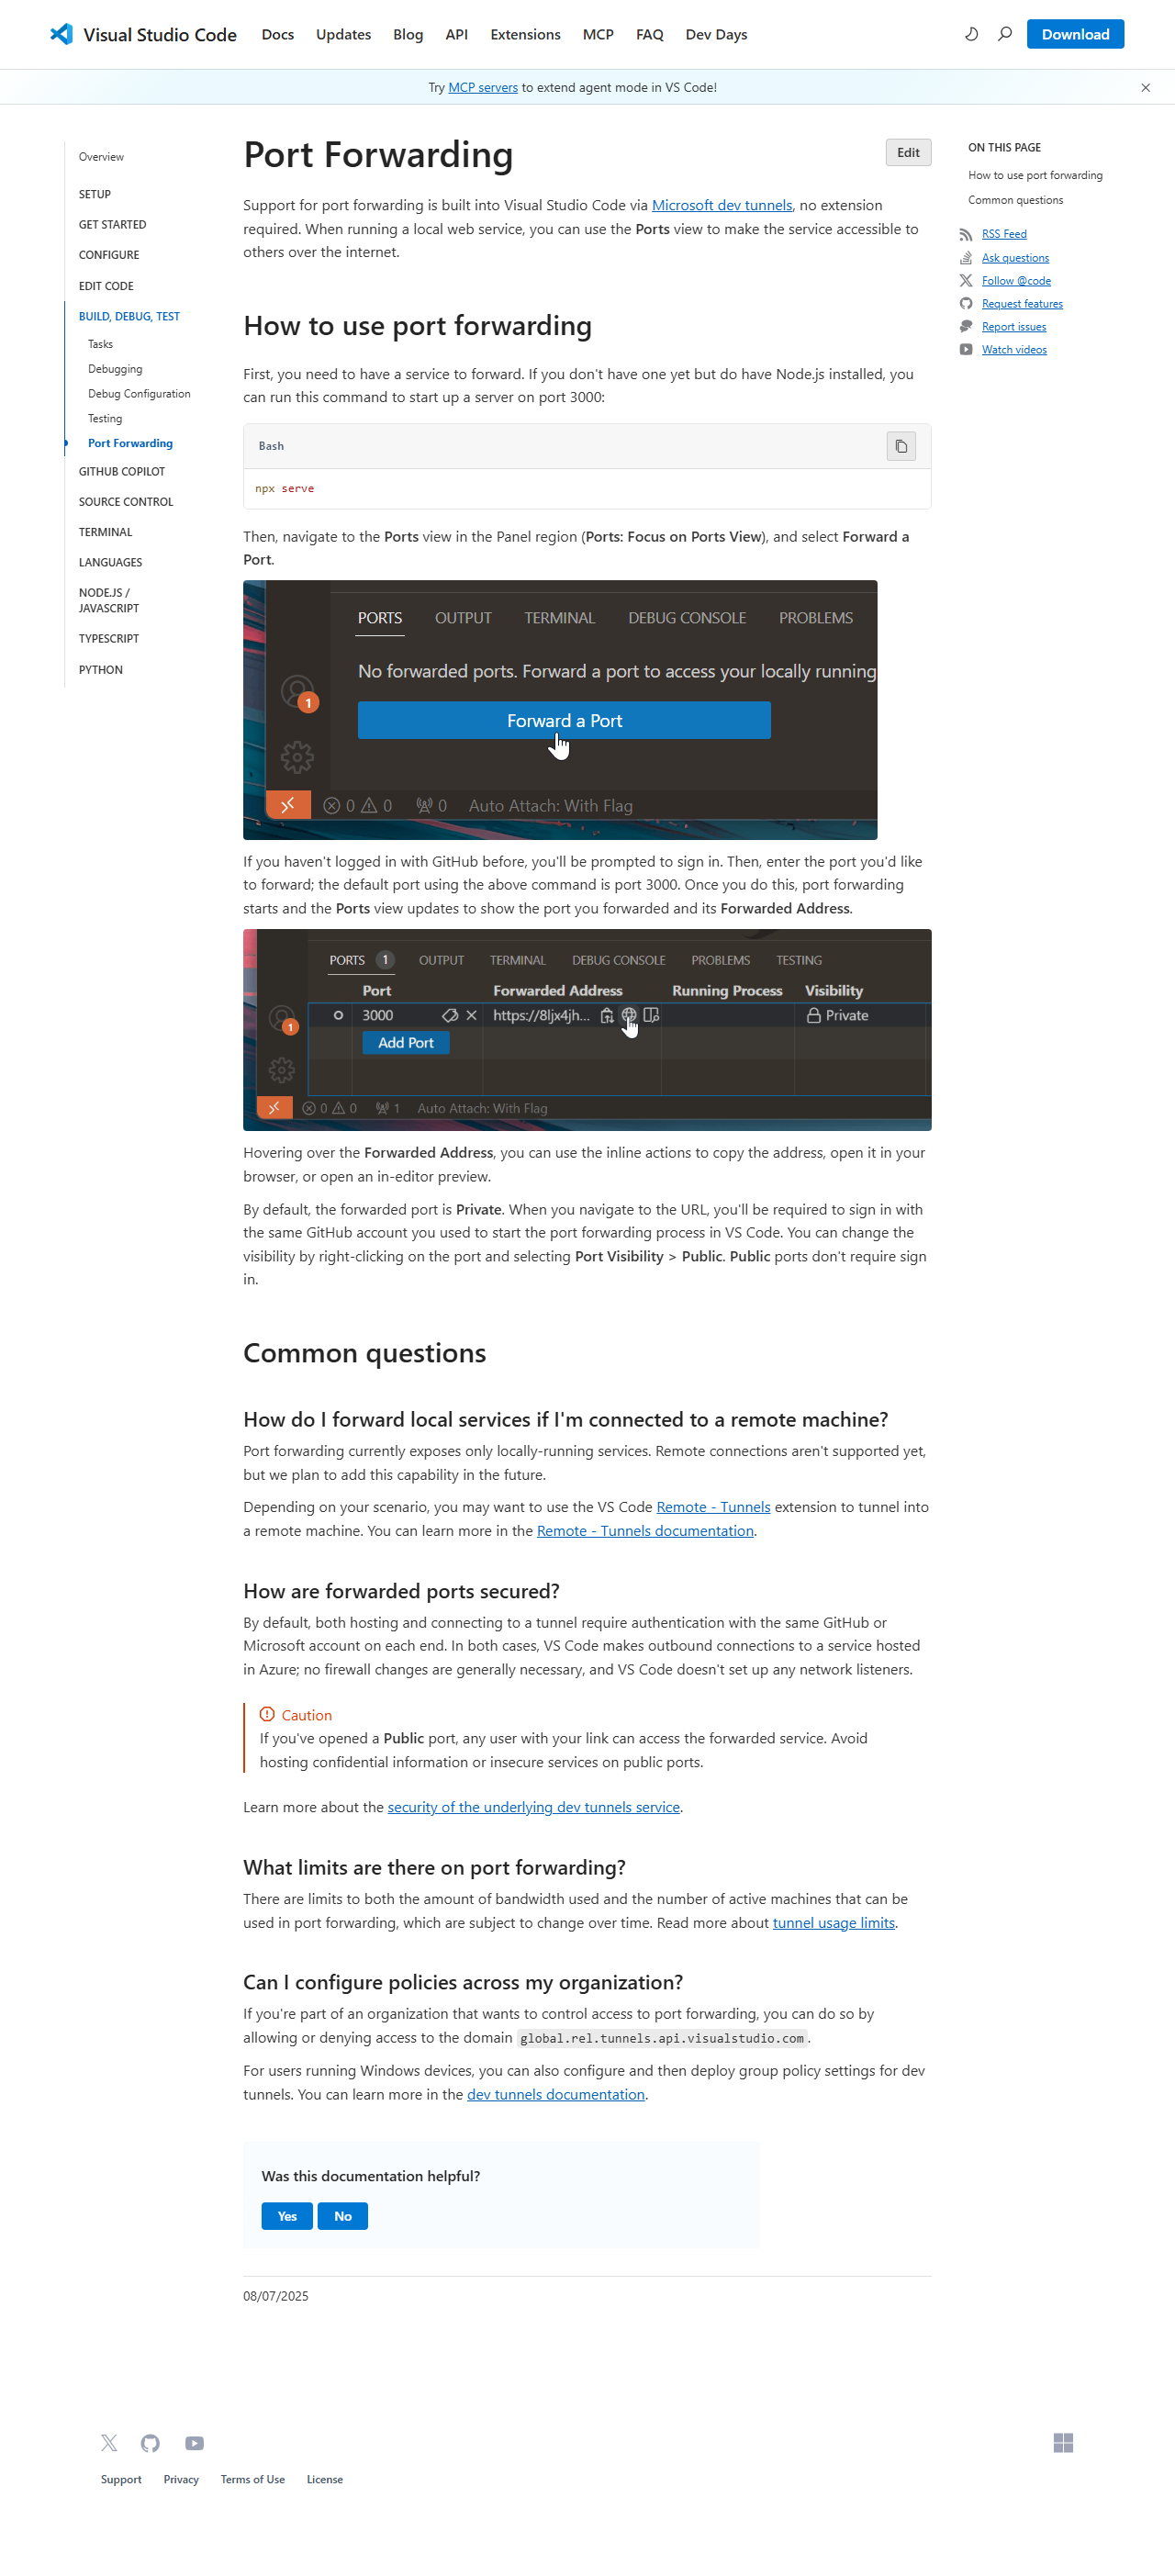 Visual Studio Code Docs Updates Blog API Extensions MCP FAQ Dev Days Download
Try MCP servers to extend agent mode in VS Code!
Overview
SETUP
GET STARTED
CONFIGURE
EDIT CODE
BUILD, DEBUG, TEST
Tasks
Debugging
Debug Configuration
Testing
Port Forwarding
GITHUB COPILOT
SOURCE CONTROL
TERMINAL
LANGUAGES
NODE.JS /
JAVASCRIPT
TYPESCRIPT
PYTHON
Port Forwarding
Edit
Support for port forwarding is built into Visual Studio Code via Microsoft dev tunnels, no extension
required. When running a local web service, you can use the Ports view to make the service accessible to
others over the internet.
How to use port forwarding
First, you need to have a service to forward. If you don't have one yet but do have Node.js installed, you
can run this command to start up a server on port 3000:
Bash
npx serve
Then, navigate to the Ports view in the Panel region (Ports: Focus on Ports View), and select Forward a
Port.
PORTS OUTPUT TERMINAL DEBUG CONSOLE PROBLEMS
No forwarded ports. Forward a port to access your locally running
1
Forward a Port
0 0 0 Auto Attach: With Flag
If you haven't logged in with GitHub before, you'll be prompted to sign in. Then, enter the port you'd like
to forward; the default port using the above command is port 3000. Once you do this, port forwarding
starts and the Ports view updates to show the port you forwarded and its Forwarded Address.
PORTS 1 OUTPUT TERMINAL DEBUG CONSOLE PROBLEMS TESTING
Port Forwarded Address Running Process Visibility
3000 https://8ljx4jh... Private
1
Add Port
0 0 1 Auto Attach: With Flag
Hovering over the Forwarded Address, you can use the inline actions to copy the address, open it in your
browser, or open an in-editor preview.
By default, the forwarded port is Private. When you navigate to the URL, you'll be required to sign in with
the same GitHub account you used to start the port forwarding process in VS Code. You can change the
visibility by right-clicking on the port and selecting Port Visibility > Public. Public ports don't require sign
in.
Common questions
How do I forward local services if I'm connected to a remote machine?
Port forwarding currently exposes only locally-running services. Remote connections aren't supported yet,
but we plan to add this capability in the future.
Depending on your scenario, you may want to use the VS Code Remote - Tunnels extension to tunnel into
a remote machine. You can learn more in the Remote - Tunnels documentation.
How are forwarded ports secured?
By default, both hosting and connecting to a tunnel require authentication with the same GitHub or
Microsoft account on each end. In both cases, VS Code makes outbound connections to a service hosted
in Azure; no firewall changes are generally necessary, and VS Code doesn't set up any network listeners.
Caution
If you've opened a Public port, any user with your link can access the forwarded service. Avoid
hosting confidential information or insecure services on public ports.
Learn more about the security of the underlying dev tunnels service.
What limits are there on port forwarding?
There are limits to both the amount of bandwidth used and the number of active machines that can be
used in port forwarding, which are subject to change over time. Read more about tunnel usage limits.
Can I configure policies across my organization?
If you're part of an organization that wants to control access to port forwarding, you can do so by
allowing or denying access to the domain global.rel.tunnels.api.visualstudio.com.
For users running Windows devices, you can also configure and then deploy group policy settings for dev
tunnels. You can learn more in the dev tunnels documentation.
Was this documentation helpful?
Yes No
08/07/2025
ON THIS PAGE
How to use port forwarding
Common questions
RSS Feed
Ask questions
Follow @code
Request features
Report issues
Watch videos
Support Privacy Terms of Use License